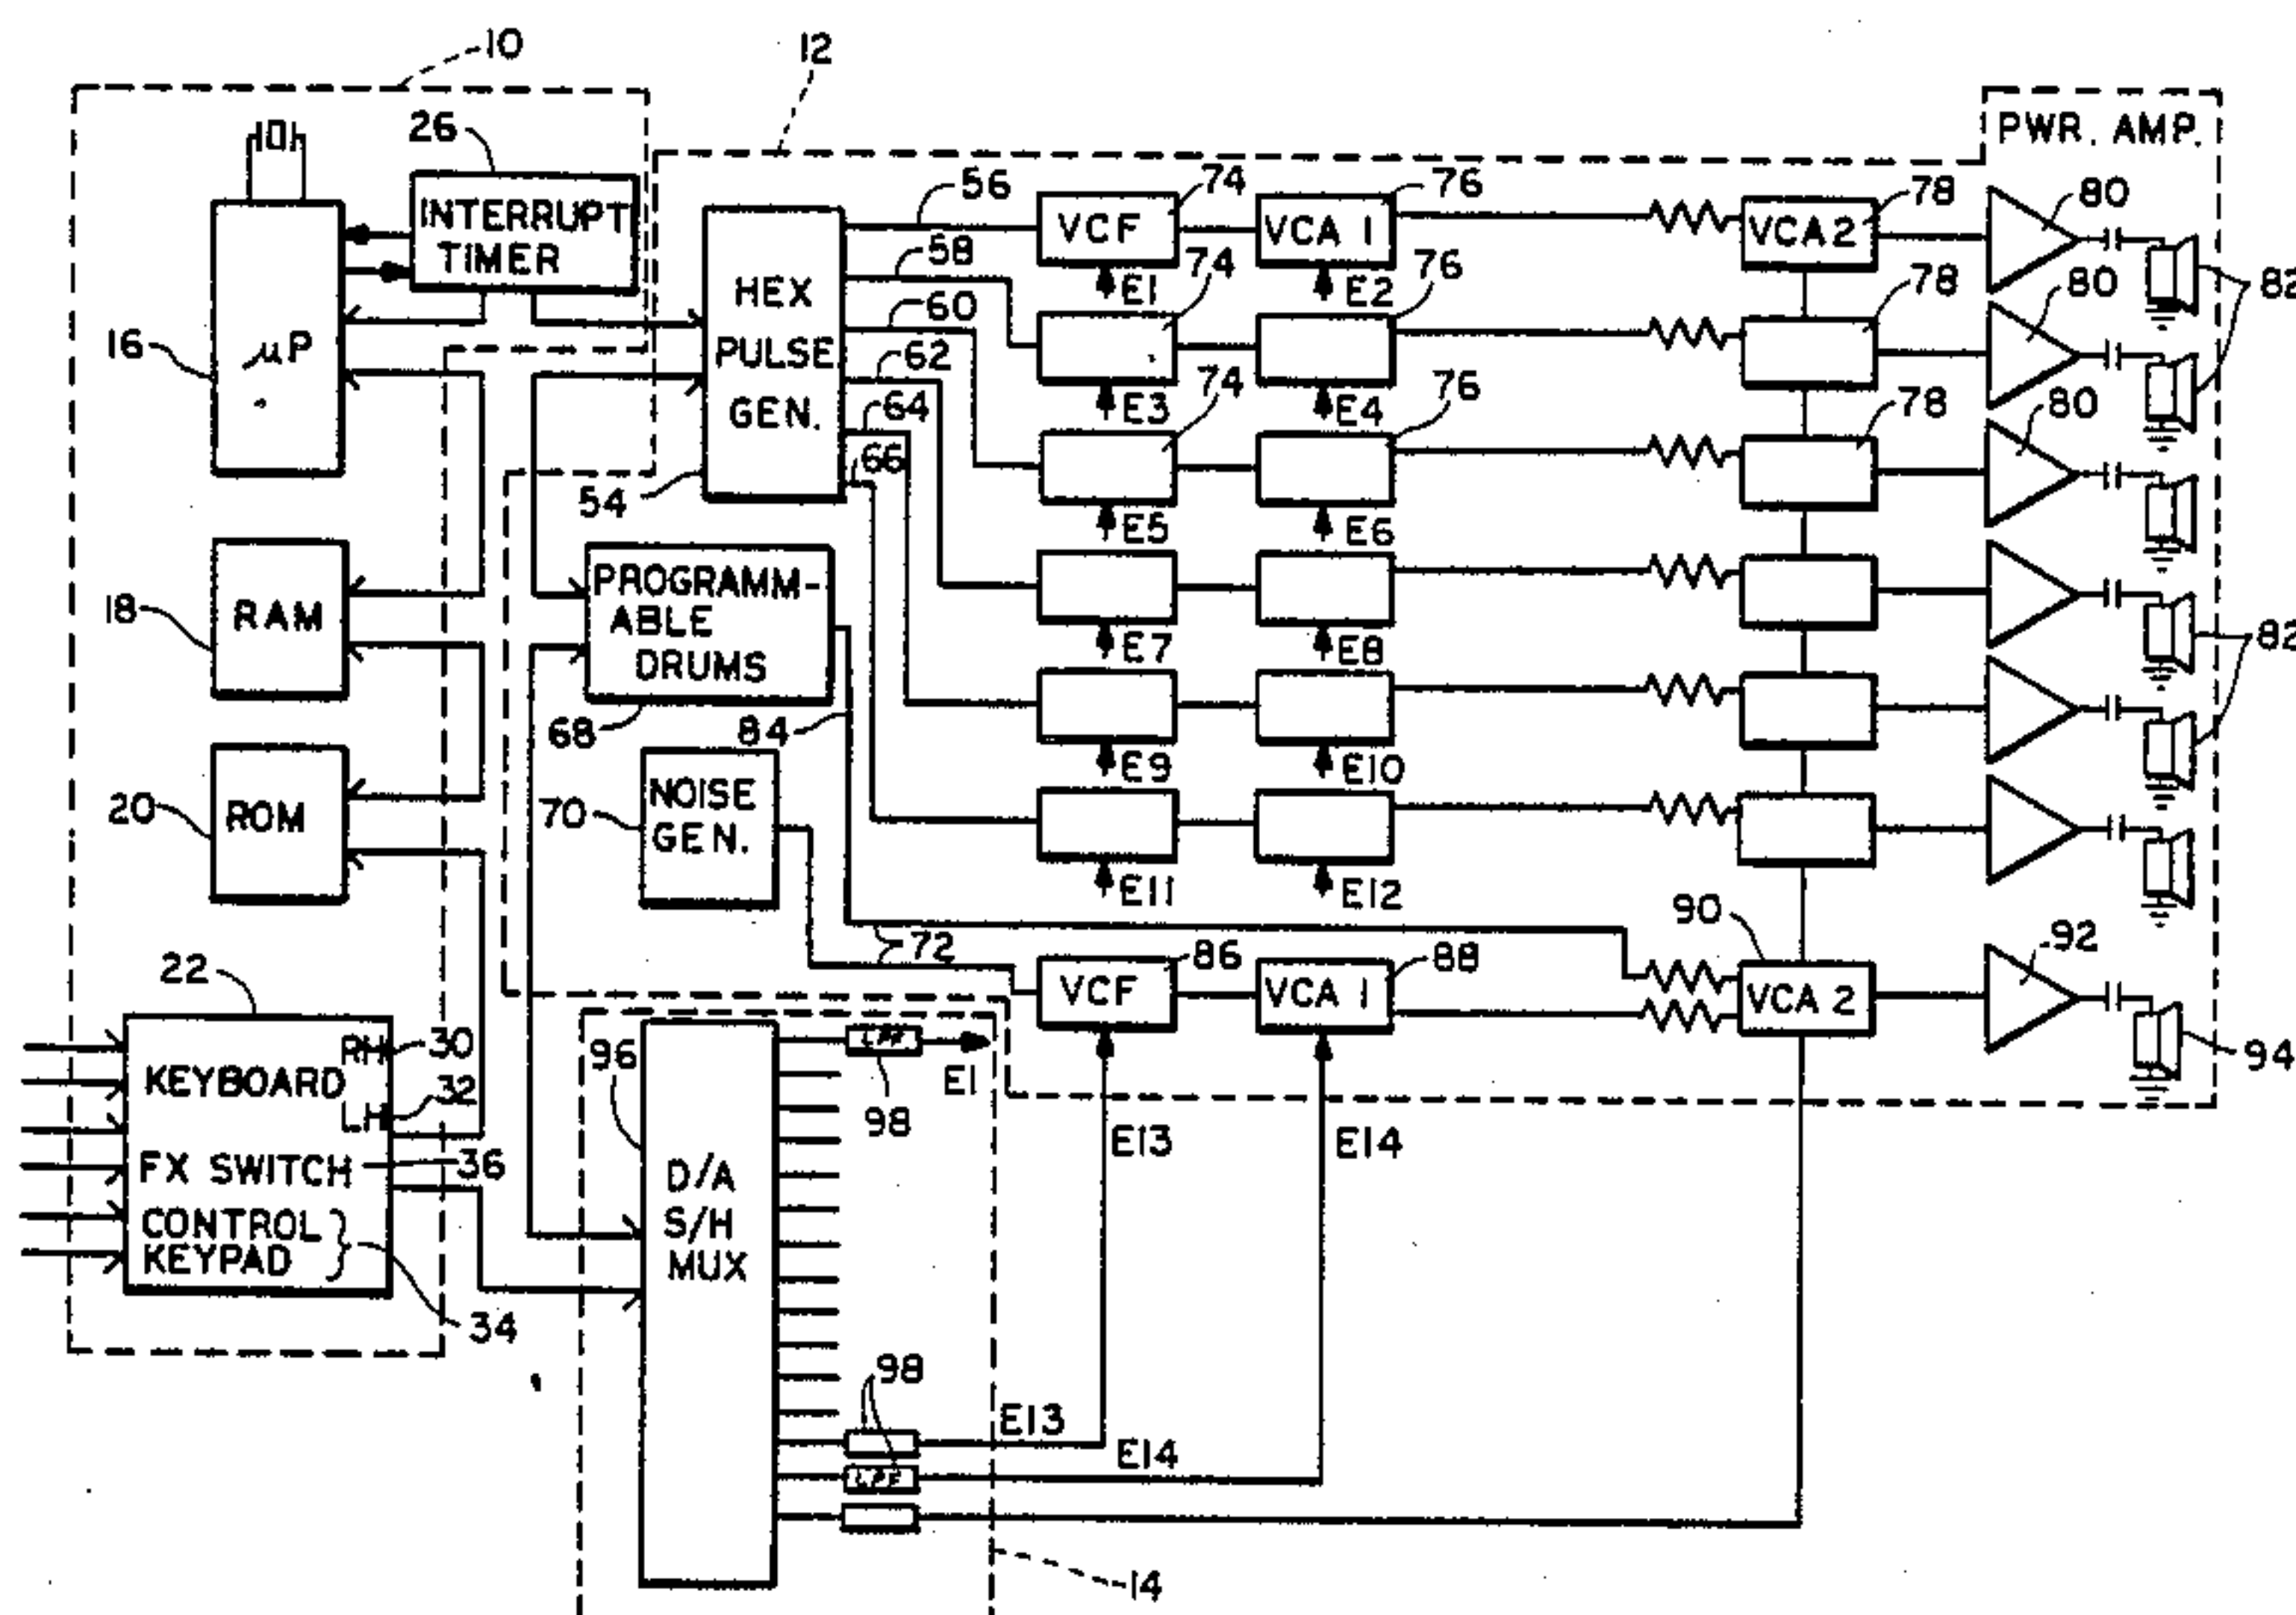 10
12
PWR. AMP.
26
INTERRUPT
TIMER
16
µP
18
RAM
20
ROM
22
KEYBOARD
RH
30
LH
32
FX SWITCH
36
CONTROL
KEYPAD
34
HEX
PULSE
GEN.
54
56
58
60
62
64
66
PROGRAMM-
ABLE
DRUMS
68
84
NOISE
GEN.
70
72
VCF
74
VCA 1
76
VCA 2
78
80
82
E1
E2
74
76
78
80
E3
E4
74
76
78
80
E5
E6
E7
E8
82
E9
E10
E11
E12
VCF
86
VCA 1
88
90
VCA 2
92
94
96
D/A
S/H
MUX
LPF
98
E1
E13
E14
98
E13
E14
LPF
14